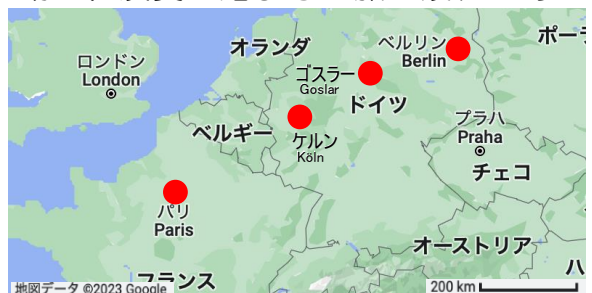 オランダ
ベルリン
Berlin
ポーラ
ロンドン
London
ゴスラー
Goslar
ドイツ
ベルギー
ケルン
Köln
プラハ
Praha
チェコ
パリ
Paris
オーストリア
ハ
フランス
地図データ ©2023 Google
200 km